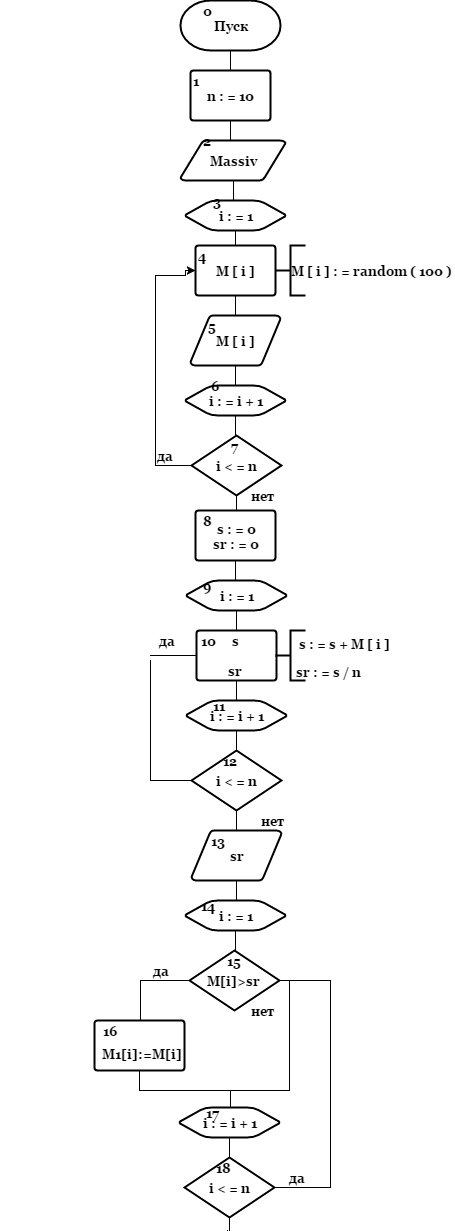 0
Пуск
1
n : = 10
2
Massiv
3
i : = 1
4
M [ i ]
M [ i ] : = random ( 100 )
5
M [ i ]
6
i : = i + 1
7
i < = n
да
нет
8
s : = 0
sr : = 0
9
i : = 1
да
10 s
s : = s + M [ i ]
sr
sr : = s / n
11
i : = i + 1
12
i < = n
нет
13
sr
14
i : = 1
15
да
M[i]>sr
нет
16
M1[i]:=M[i]
17
i : = i + 1
18
да
i < = n